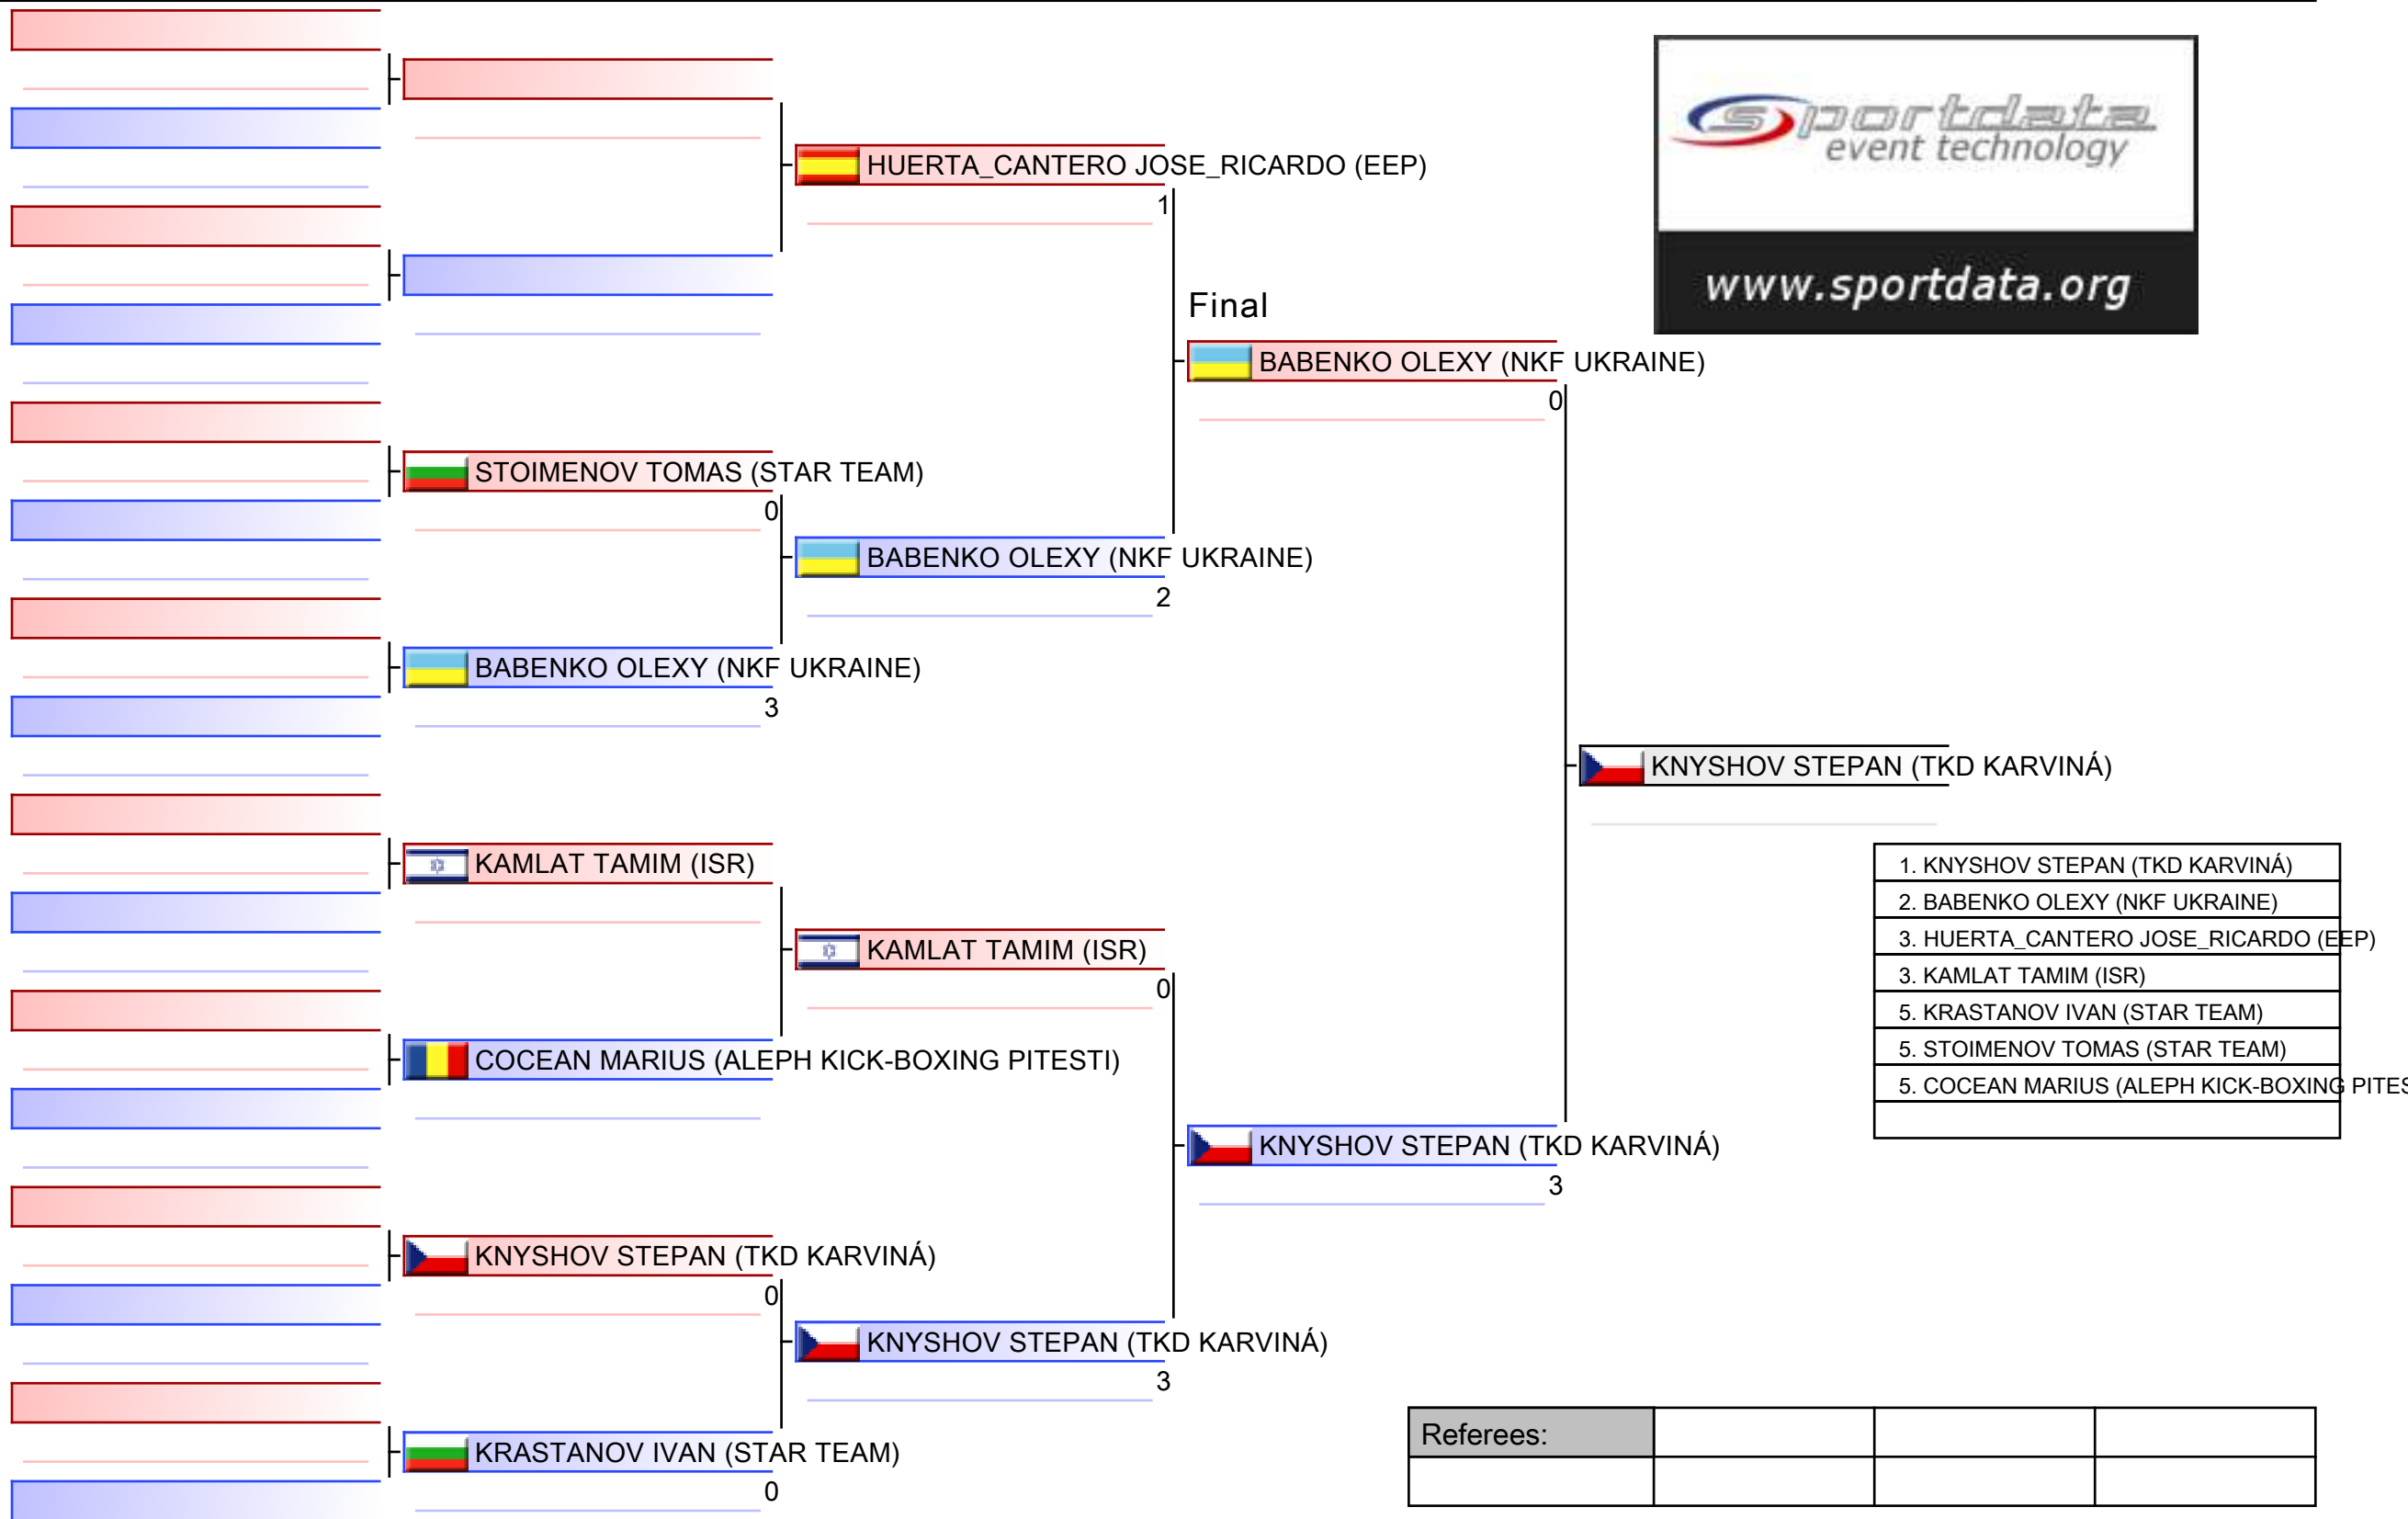 sportdata
event technology
www.sportdata.org
HUERTA_CANTERO JOSE_RICARDO (EEP)
1
Final
BABENKO OLEXY (NKF UKRAINE)
0
STOIMENOV TOMAS (STAR TEAM)
0
BABENKO OLEXY (NKF UKRAINE)
2
BABENKO OLEXY (NKF UKRAINE)
3
KNYSHOV STEPAN (TKD KARVINÁ)
KAMLAT TAMIM (ISR)
KAMLAT TAMIM (ISR)
0
COCEAN MARIUS (ALEPH KICK-BOXING PITESTI)
KNYSHOV STEPAN (TKD KARVINÁ)
3
KNYSHOV STEPAN (TKD KARVINÁ)
0
KNYSHOV STEPAN (TKD KARVINÁ)
3
KRASTANOV IVAN (STAR TEAM)
0
1. KNYSHOV STEPAN (TKD KARVINÁ)
2. BABENKO OLEXY (NKF UKRAINE)
3. HUERTA_CANTERO JOSE_RICARDO (EEP)
3. KAMLAT TAMIM (ISR)
5. KRASTANOV IVAN (STAR TEAM)
5. STOIMENOV TOMAS (STAR TEAM)
5. COCEAN MARIUS (ALEPH KICK-BOXING PITES
Referees: